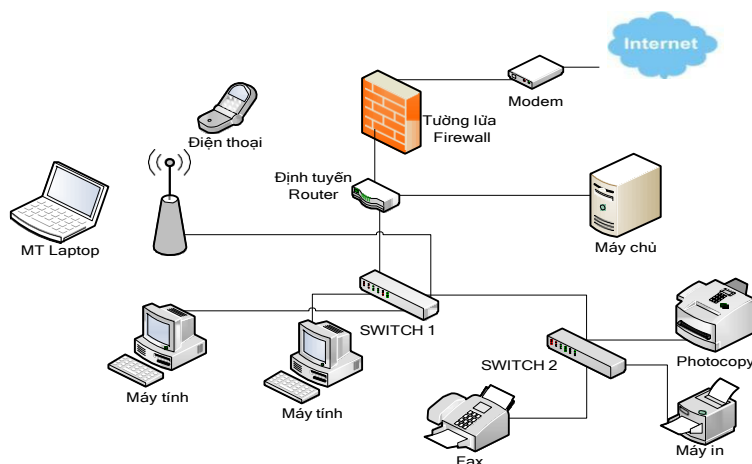 Internet
Modem
Tường lửa
Firewall
Điện thoại
Định tuyến
Router
MT Laptop
Máy chủ
SWITCH 1
SWITCH 2
Photocopy
Máy tính
Máy tính
Máy in
Fax